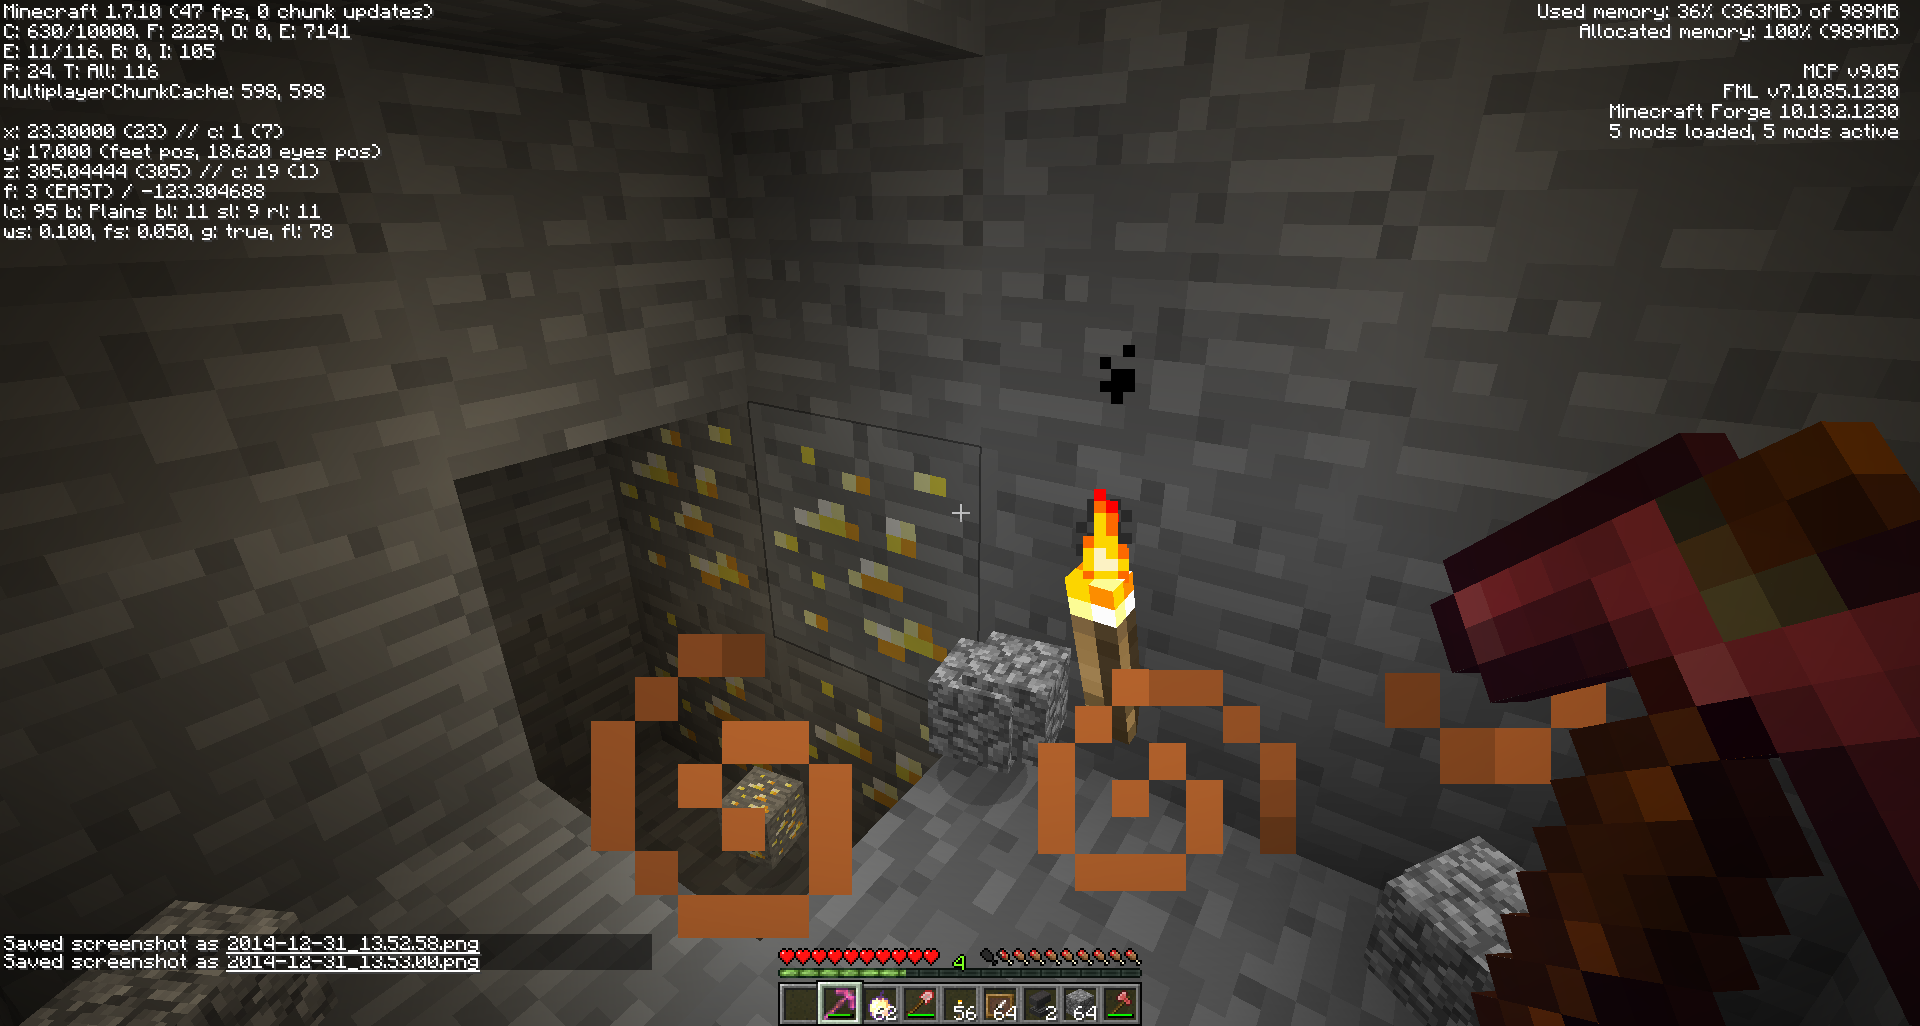 Minecraft 1.7.10 (47 fps, 0 chunk updates)
C: 630/10000. F: 2229, O: 0, E: 7141
E: 11/116. B: 0, I: 105
P: 24. T: All: 116
MultiplayerChunkCache: 598, 598
x: 23.30000 (23) // c: 1 (7)
y: 17.000 (feet pos, 18.620 eyes pos)
z: 305.04444 (305) // c: 19 (1)
f: 3 (EAST) / -123.304688
lc: 95 b: Plains bl: 11 sl: 9 rl: 11
ws: 0.100, fs: 0.050, g: true, fl: 78
Used memory: 36% (363MB) of 989MB
Allocated memory: 100% (989MB)
MCP v9.05
FML v7.10.85.1230
Minecraft Forge 10.13.2.1230
5 mods loaded, 5 mods active
Saved screenshot as 2014-12-31_13.52.58.png
Saved screenshot as 2014-12-31_13.53.00.png
4
62 56 64 2 64